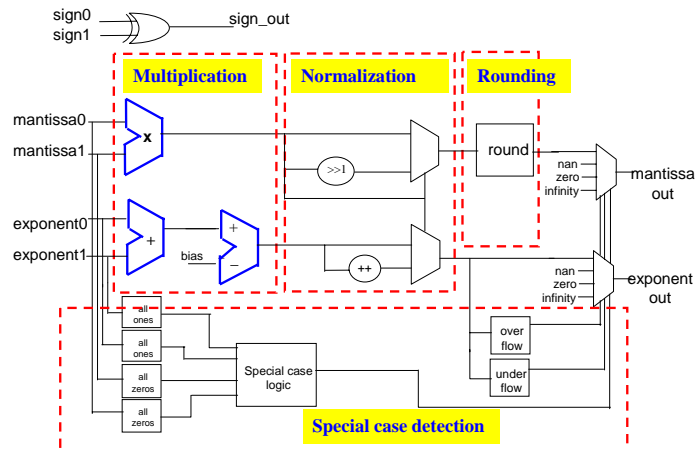 sign0
sign1
sign_out
Multiplication
Normalization
Rounding
mantissa0
mantissa1
x
>>1
round
nan
zero
infinity
mantissa
out
exponent0
exponent1
+
bias
+
−
++
nan
zero
infinity
exponent
out
all
ones
all
ones
all
zeros
all
zeros
Special case
logic
over
flow
under
flow
Special case detection